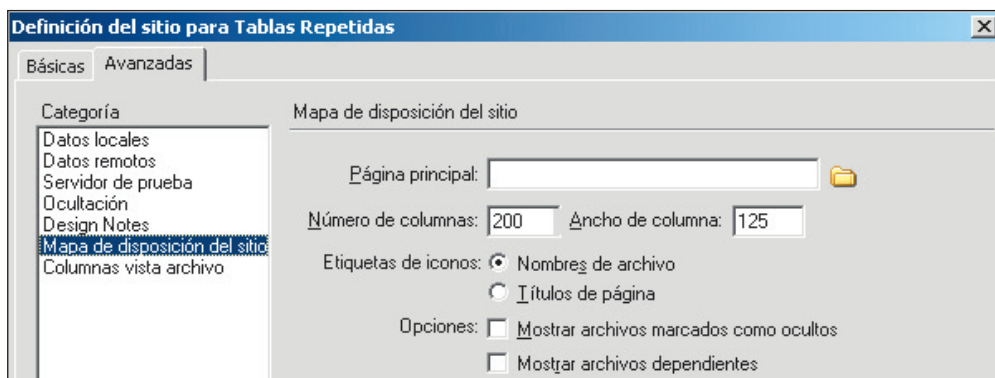 Definición del sitio para Tablas Repetidas
Básicas Avanzadas
Categoría
Datos locales
Datos remotos
Servidor de prueba
Ocultación
Design Notes
Mapa de disposición del sitio
Columnas vista archivo
Mapa de disposición del sitio
Página principal:
Número de columnas: 200 Ancho de columna: 125
Etiquetas de iconos: Nombres de archivo
Títulos de página
Opciones: Mostrar archivos marcados como ocultos
Mostrar archivos dependientes